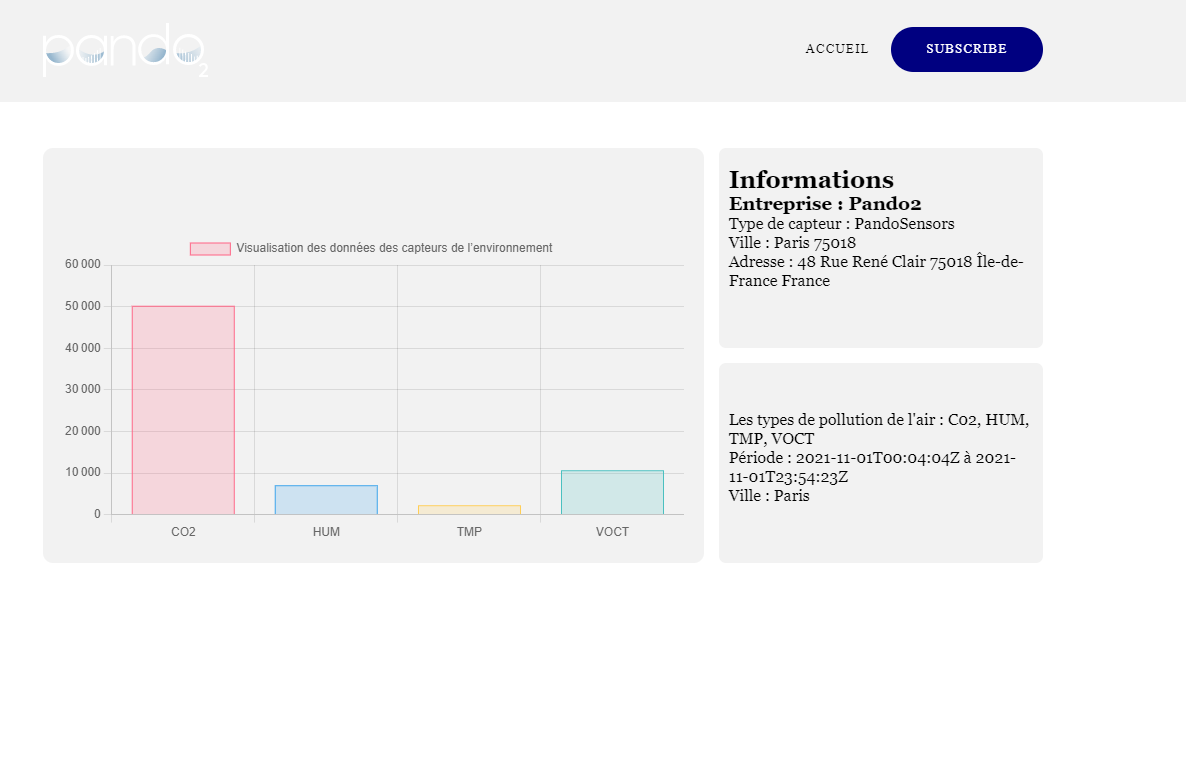 pando2
ACCUEIL
SUBSCRIBE
Visualisation des données des capteurs de l'environnement
60 000
50 000
40 000
30 000
20 000
10 000
0
CO2
HUM
TMP
VOCT
Informations
Entreprise : Pando2
Type de capteur : PandoSensors
Ville : Paris 75018
Adresse : 48 Rue René Clair 75018 Île-de-
France France
Les types de pollution de l'air : C02, HUM,
TMP, VOCT
Période : 2021-11-01T00:04:04Z à 2021-
11-01T23:54:23Z
Ville : Paris